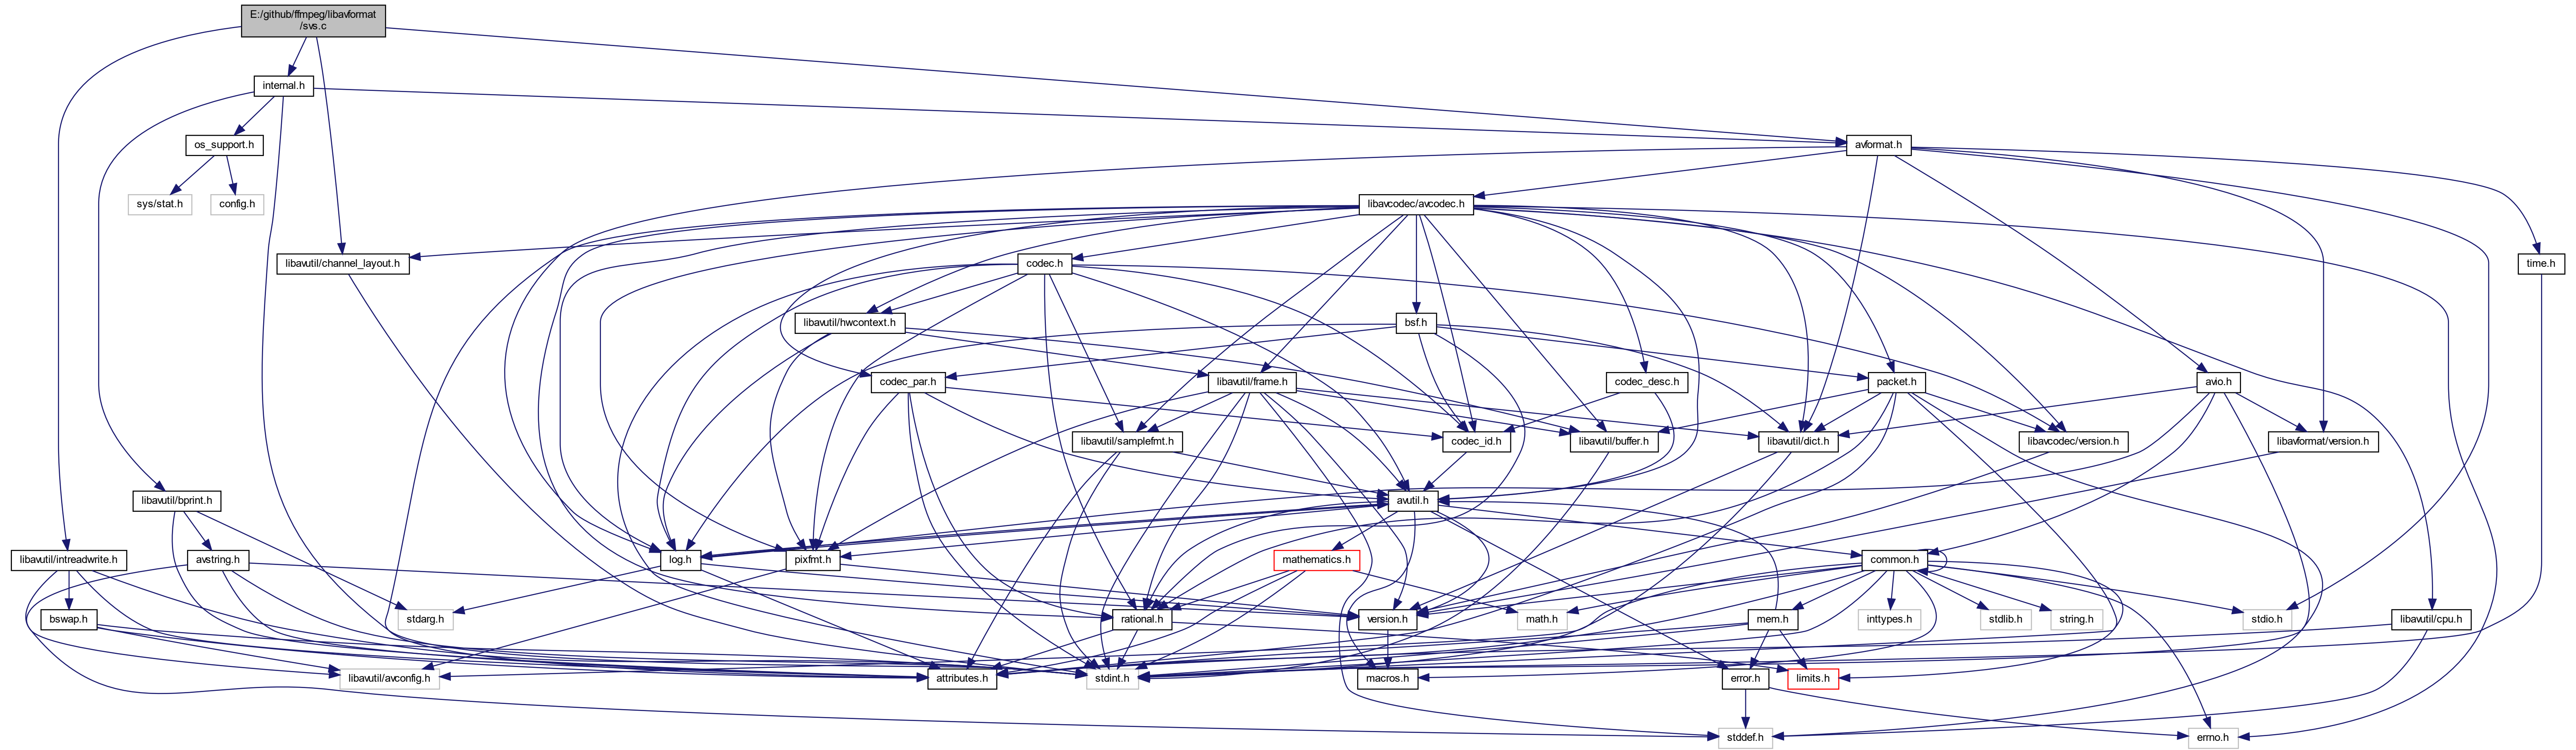 E:/github/ffmpeg/libavformat
/svs.c
internal.h
os_support.h
avformat.h
sys/stat.h
config.h
libavcodec/avcodec.h
libavutil/channel_layout.h
codec.h
time.h
libavutil/hwcontext.h
bsf.h
codec_par.h
libavutil/frame.h
codec_desc.h
packet.h
avio.h
libavutil/samplefmt.h
codec_id.h
libavutil/buffer.h
libavutil/dict.h
libavcodec/version.h
libavformat/version.h
libavutil/bprint.h
avutil.h
libavutil/intreadwrite.h
avstring.h
log.h
pixfmt.h
mathematics.h
common.h
bswap.h
stdarg.h
rational.h
version.h
math.h
mem.h
inttypes.h
stdlib.h
string.h
stdio.h
libavutil/cpu.h
libavutil/avconfig.h
attributes.h
stdint.h
macros.h
error.h
limits.h
stddef.h
errno.h